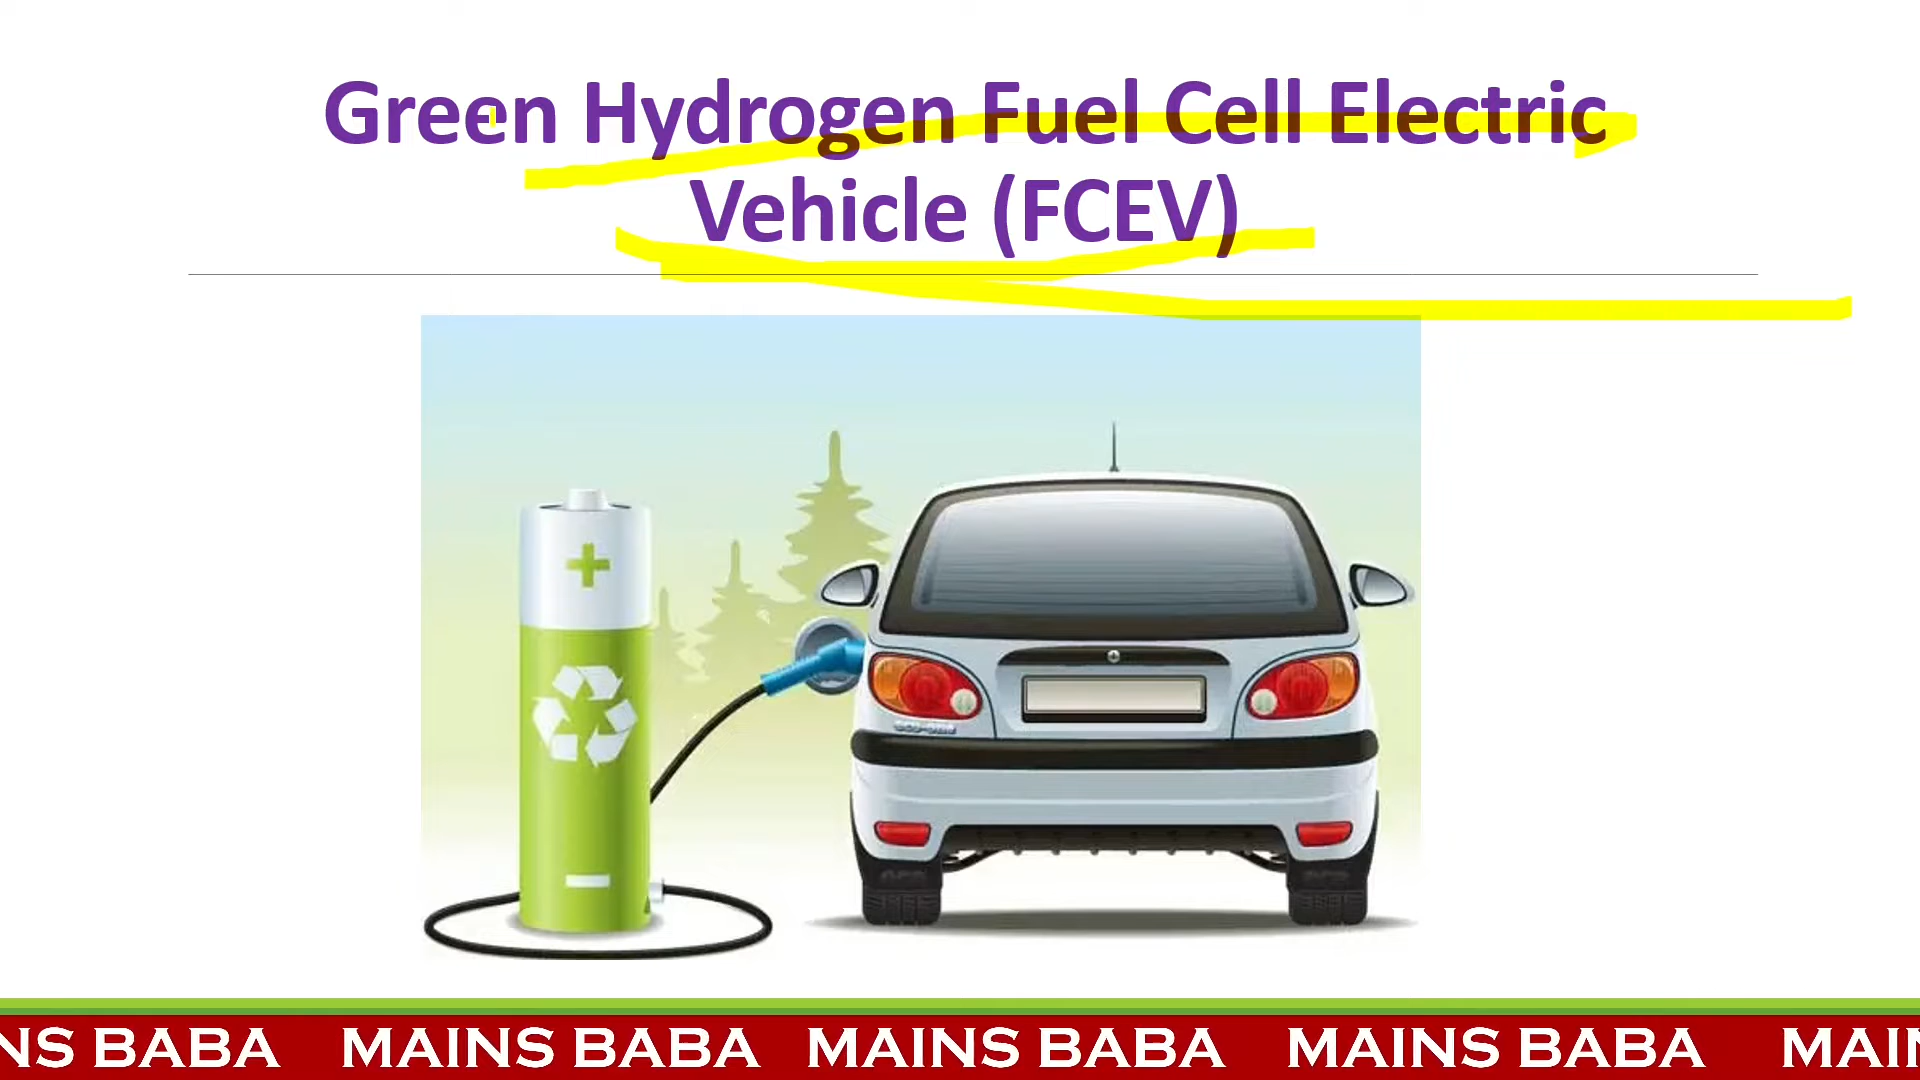 Green Hydrogen Fuel Cell Electric
Vehicle (FCEV)
NS BABA MAINS BABA MAINS BABA MAINS BABA MAI